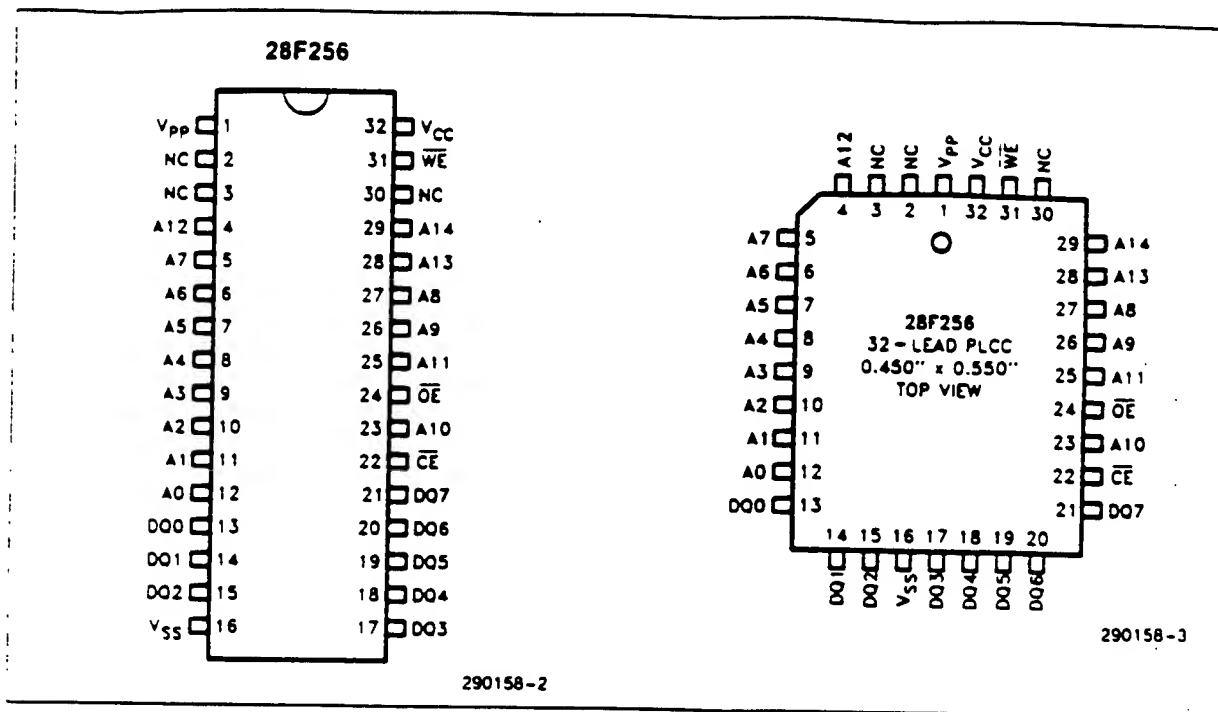 28F256
VPP 1 32 VCC
NC 2 31 W̅E̅
NC 3 30 NC
A12 4 29 A14
A7 5 28 A13
A6 6 27 A8
A5 7 26 A9
A4 8 25 A11
A3 9 24 O̅E̅
A2 10 23 A10
A1 11 22 C̅E̅
A0 12 21 DQ7
DQ0 13 20 DQ6
DQ1 14 19 DQ5
DQ2 15 18 DQ4
VSS 16 17 DQ3
290158-2
A12 NC NC VPP VCC W̅E̅ NC
4 3 2 1 32 31 30
A7 5 29 A14
A6 6 28 A13
A5 7 27 A8
A4 8 26 A9
A3 9 25 A11
A2 10 24 O̅E̅
A1 11 23 A10
A0 12 22 C̅E̅
DQ0 13 21 DQ7
28F256
32-LEAD PLCC
0.450" x 0.550"
TOP VIEW
14 15 16 17 18 19 20
DQ1 DQ2 VSS DQ3 DQ4 DQ5 DQ6
290158-3